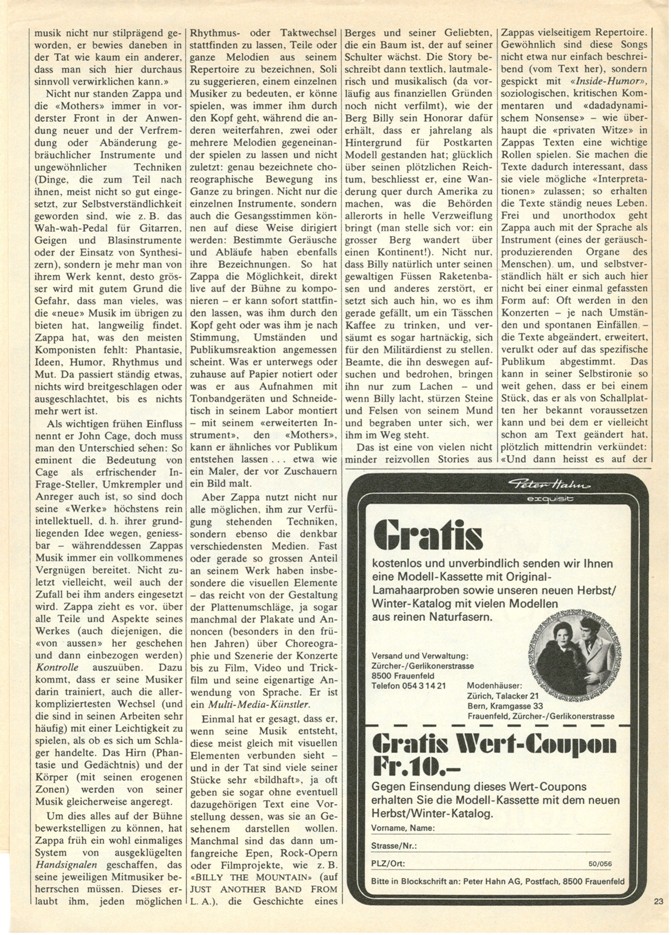 musik nicht nur stilprägend ge-
worden, er bewies daneben in
der Tat wie kaum ein anderer,
dass man sich hier durchaus
sinnvoll verwirklichen kann.»
Nicht nur standen Zappa und
die «Mothers» immer in vor-
derster Front in der Anwen-
dung neuer und der Verfrem-
dung oder Abänderung ge-
bräuchlicher Instrumente und
ungewöhnlicher Techniken
(Dinge, die zum Teil nach
ihnen, meist nicht so gut einge-
setzt, zur Selbstverständlichkeit
geworden sind, wie z. B. das
Wah-wah-Pedal für Gitarren,
Geigen und Blasinstrumente
oder der Einsatz von Synthesi-
zern), sondern je mehr man von
ihrem Werk kennt, desto grös-
ser wird mit gutem Grund die
Gefahr, dass man vieles, was
die «neue» Musik im übrigen zu
bieten hat, langweilig findet.
Zappa hat, was den meisten
Komponisten fehlt: Phantasie,
Ideen, Humor, Rhythmus und
Mut. Da passiert ständig etwas,
nichts wird breitgeschlagen oder
ausgeschlachtet, bis es nichts
mehr wert ist.
Als wichtigen frühen Einfluss
nennt er John Cage, doch muss
man den Unterschied sehen: So
eminent die Bedeutung von
Cage als erfrischender In-
Frage-Steller, Umkrempler und
Anreger auch ist, so sind doch
seine «Werke» höchstens rein
intellektuell, d. h. ihrer grund-
liegenden Idee wegen, geniess-
bar – währenddessen Zappas
Musik immer ein vollkommenes
Vergnügen bereitet. Nicht zu-
letzt vielleicht, weil auch der
Zufall bei ihm anders eingesetzt
wird. Zappa zieht es vor, über
alle Teile und Aspekte seines
Werkes (auch diejenigen, die
«von aussen» her geschehen
und dann einbezogen werden)
Kontrolle auszuüben. Dazu
kommt, dass er seine Musiker
darin trainiert, auch die aller-
kompliziertesten Wechsel (und
die sind in seinen Arbeiten sehr
häufig) mit einer Leichtigkeit zu
spielen, als ob es sich um Schla-
ger handelte. Das Hirn (Phan-
tasie und Gedächtnis) und der
Körper (mit seinen erogenen
Zonen) werden von seiner
Musik gleicherweise angeregt.
Um dies alles auf der Bühne
bewerkstelligen zu können, hat
Zappa früh ein wohl einmaliges
System von ausgeklügelten
Handsignalen geschaffen, das
seine jeweiligen Mitmusiker be-
herrschen müssen. Dieses er-
laubt ihm, jeden möglichen
Rhythmus- oder Taktwechsel
stattfinden zu lassen, Teile oder
ganze Melodien aus seinem
Repertoire zu bezeichnen, Soli
zu suggerieren, einem einzelnen
Musiker zu bedeuten, er könne
spielen, was immer ihm durch
den Kopf geht, während die an-
deren weiterfahren, zwei oder
mehrere Melodien gegeneinan-
der spielen zu lassen und nicht
zuletzt: genau bezeichnete cho-
reographische Bewegung ins
Ganze zu bringen. Nicht nur die
einzelnen Instrumente, sondern
auch die Gesangsstimmen kön-
nen auf diese Weise dirigiert
werden: Bestimmte Geräusche
und Abläufe haben ebenfalls
ihre Bezeichnungen. So hat
Zappa die Möglichkeit, direkt
live auf der Bühne zu kompo-
nieren – er kann sofort stattfin-
den lassen, was ihm durch den
Kopf geht oder was ihm je nach
Stimmung, Umständen und
Publikumsreaktion angemessen
scheint. Was er unterwegs oder
zuhause auf Papier notiert oder
was er aus Aufnahmen mit
Tonbandgeräten und Schneide-
tisch in seinem Labor montiert
– mit seinem «erweiterten In-
strument», den «Mothers»,
kann er ähnliches vor Publikum
entstehen lassen . . . etwa wie
ein Maler, der vor Zuschauern
ein Bild malt.
Aber Zappa nutzt nicht nur
alle möglichen, ihm zur Verfü-
gung stehenden Techniken,
sondern ebenso die denkbar
verschiedensten Medien. Fast
oder gerade so grossen Anteil
an seinem Werk haben insbe-
sondere die visuellen Elemente
– das reicht von der Gestaltung
der Plattenumschläge, ja sogar
manchmal der Plakate und An-
noncen (besonders in den frü-
hen Jahren) über Choreogra-
phie und Szenerie der Konzerte
bis zu Film, Video und Trick-
film und seine eigenartige An-
wendung von Sprache. Er ist
ein Multi-Media-Künstler.
Einmal hat er gesagt, dass er,
wenn seine Musik entsteht,
diese meist gleich mit visuellen
Elementen verbunden sieht –
und in der Tat sind viele seiner
Stücke sehr «bildhaft», ja oft
geben sie sogar ohne eventuell
dazugehörigen Text eine Vor-
stellung dessen, was sie an Ge-
sehenem darstellen wollen.
Manchmal sind das dann um-
fangreiche Epen, Rock-Opern
oder Filmprojekte, wie z. B.
«BILLY THE MOUNTAIN» (auf
JUST ANOTHER BAND FROM
L. A.), die Geschichte eines
Berges und seiner Geliebten,
die ein Baum ist, der auf seiner
Schulter wächst. Die Story be-
schreibt dann textlich, lautmale-
risch und musikalisch (da vor-
läufig aus finanziellen Gründen
noch nicht verfilmt), wie der
Berg Billy sein Honorar dafür
erhält, dass er jahrelang als
Hintergrund für Postkarten
Modell gestanden hat; glücklich
über seinen plötzlichen Reich-
tum, beschliesst er, eine Wan-
derung quer durch Amerika zu
machen, was die Behörden
allerorts in helle Verzweiflung
bringt (man stelle sich vor: ein
grosser Berg wandert über
einen Kontinent!). Nicht nur,
dass Billy natürlich unter seinen
gewaltigen Füssen Raketenba-
sen und anderes zerstört, er
setzt sich auch hin, wo es ihm
gerade gefällt, um ein Tässchen
Kaffee zu trinken, und ver-
säumt es sogar hartnäckig, sich
für den Militärdienst zu stellen.
Beamte, die ihn deswegen auf-
suchen und bedrohen, bringen
ihn nur zum Lachen – und
wenn Billy lacht, stürzen Steine
und Felsen von seinem Mund
und begraben unter sich, wer
ihm im Weg steht.
Das ist eine von vielen nicht
minder reizvollen Stories aus
Zappas vielseitigem Repertoire.
Gewöhnlich sind diese Songs
nicht etwa nur einfach beschrei-
bend (vom Text her), sondern
gespickt mit «Inside-Humor»,
soziologischen, kritischen Kom-
mentaren und «dadadynami-
schem Nonsense» – wie über-
haupt die «privaten Witze» in
Zappas Texten eine wichtige
Rollen spielen. Sie machen die
Texte dadurch interessant, dass
sie viele mögliche «Interpreta-
tionen» zulassen; so erhalten
die Texte ständig neues Leben.
Frei und unorthodox geht
Zappa auch mit der Sprache als
Instrument (eines der geräusch-
produzierenden Organe des
Menschen) um, und selbstver-
ständlich hält er sich auch hier
nicht bei einer einmal gefassten
Form auf: Oft werden in den
Konzerten – je nach Umstän-
den und spontanen Einfällen –
die Texte abgeändert, erweitert,
verulkt oder auf das spezifische
Publikum abgestimmt. Das
kann in seiner Selbstironie so
weit gehen, dass er bei einem
Stück, das er als von Schallplat-
ten her bekannt voraussetzen
kann und bei dem er vielleicht
schon am Text geändert hat,
plötzlich mittendrin verkündet:
«Und dann heisst es auf der
Peter Hahn
exquisit
Gratis
kostenlos und unverbindlich senden wir Ihnen
eine Modell-Kassette mit Original-
Lamahaarproben sowie unseren neuen Herbst/
Winter-Katalog mit vielen Modellen
aus reinen Naturfasern.
Versand und Verwaltung:
Zürcher-/Gerlikonerstrasse
8500 Frauenfeld
Telefon 054 3 14 21
Modenhäuser:
Zürich, Talacker 21
Bern, Kramgasse 33
Frauenfeld, Zürcher-/Gerlikonerstrasse
Gratis Wert-Coupon
Fr.10.–
Gegen Einsendung dieses Wert-Coupons
erhalten Sie die Modell-Kassette mit dem neuen
Herbst/Winter-Katalog.
Vorname, Name:
Strasse/Nr.:
PLZ/Ort:
50/056
Bitte in Blockschrift an: Peter Hahn AG, Postfach, 8500 Frauenfeld
23